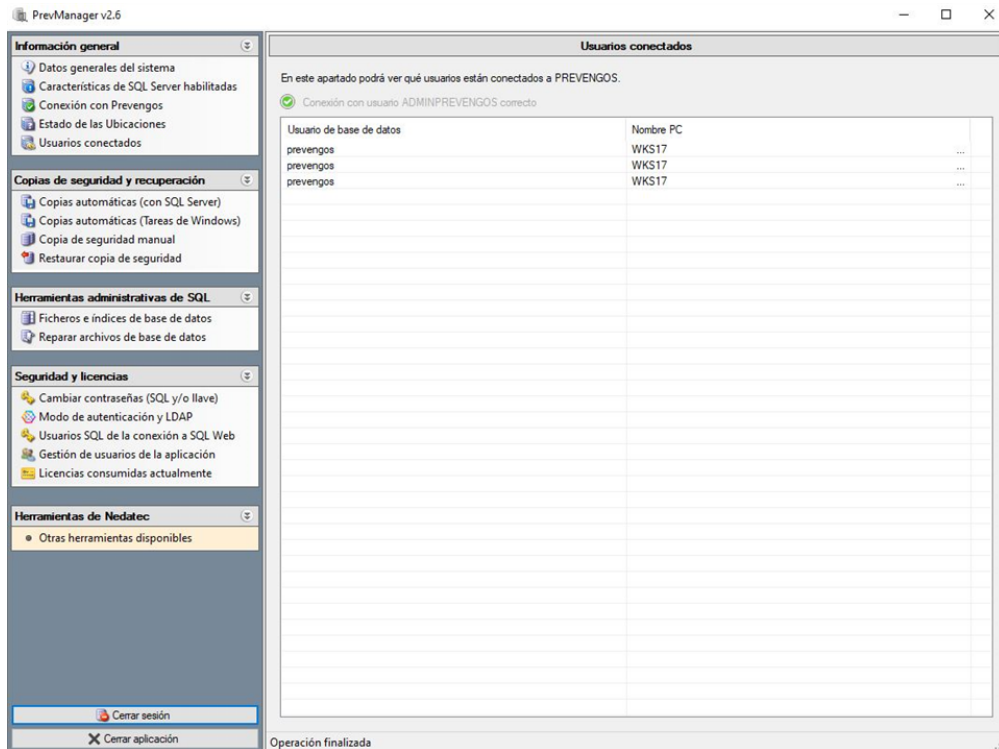 PrevManager v2.6
Información general
Datos generales del sistema
Características de SQL Server habilitadas
Conexión con Prevengos
Estado de las Ubicaciones
Usuarios conectados
Copias de seguridad y recuperación
Copias automáticas (con SQL Server)
Copias automáticas (Tareas de Windows)
Copia de seguridad manual
Restaurar copia de seguridad
Herramientas administrativas de SQL
Ficheros e índices de base de datos
Reparar archivos de base de datos
Seguridad y licencias
Cambiar contraseñas (SQL y/o llave)
Modo de autenticación y LDAP
Usuarios SQL de la conexión a SQL Web
Gestión de usuarios de la aplicación
Licencias consumidas actualmente
Herramientas de Nedatec
Otras herramientas disponibles
Cerrar sesión
Cerrar aplicación
Usuarios conectados
En este apartado podrá ver qué usuarios están conectados a PREVENGOS.
Conexión con usuario ADMINPREVENGOS correcto
Usuario de base de datos Nombre PC
prevengos WKS17 ...
prevengos WKS17 ...
prevengos WKS17 ...
Operación finalizada